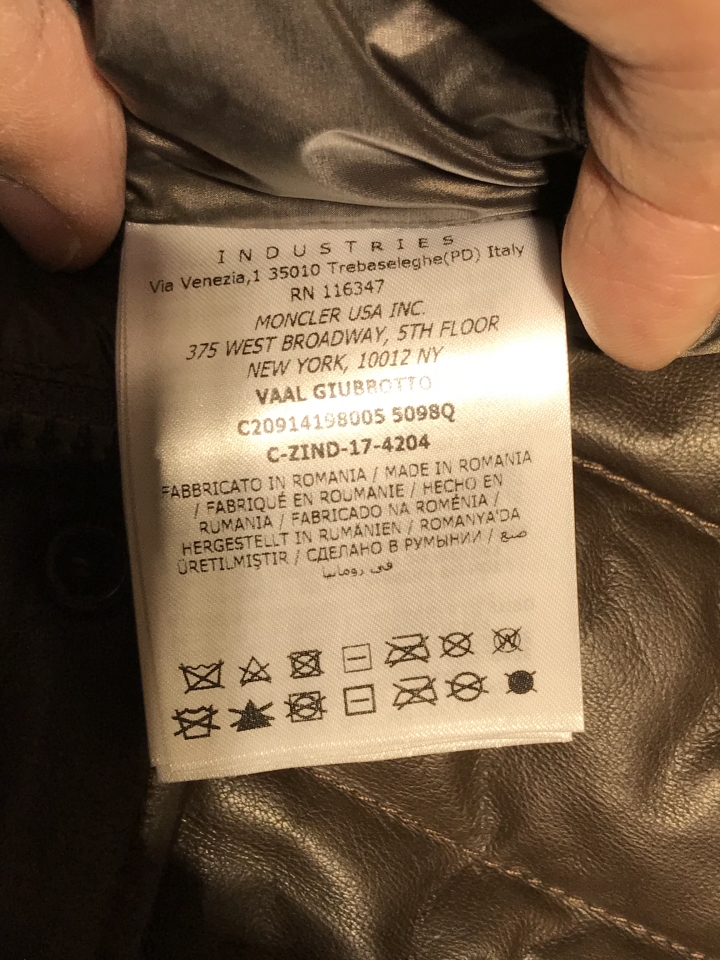 INDUSTRIES
Via Venezia,1 35010 Trebaseleghe(PD) Italy
RN 116347
MONCLER USA INC.
375 WEST BROADWAY, 5TH FLOOR
NEW YORK, 10012 NY
VAAL GIUBBOTTO
C20914198005 5098Q
C-ZIND-17-4204
FABBRICATO IN ROMANIA / MADE IN ROMANIA
/ FABRIQUÉ EN ROUMANIE / HECHO EN
RUMANIA / FABRICADO NA ROMÉNIA /
HERGESTELLT IN RUMÄNIEN / ROMANYA'DA
ÜRETILMIŞTIR / СДЕЛАНО В РУМЫНИИ / صنع
في رومانيا